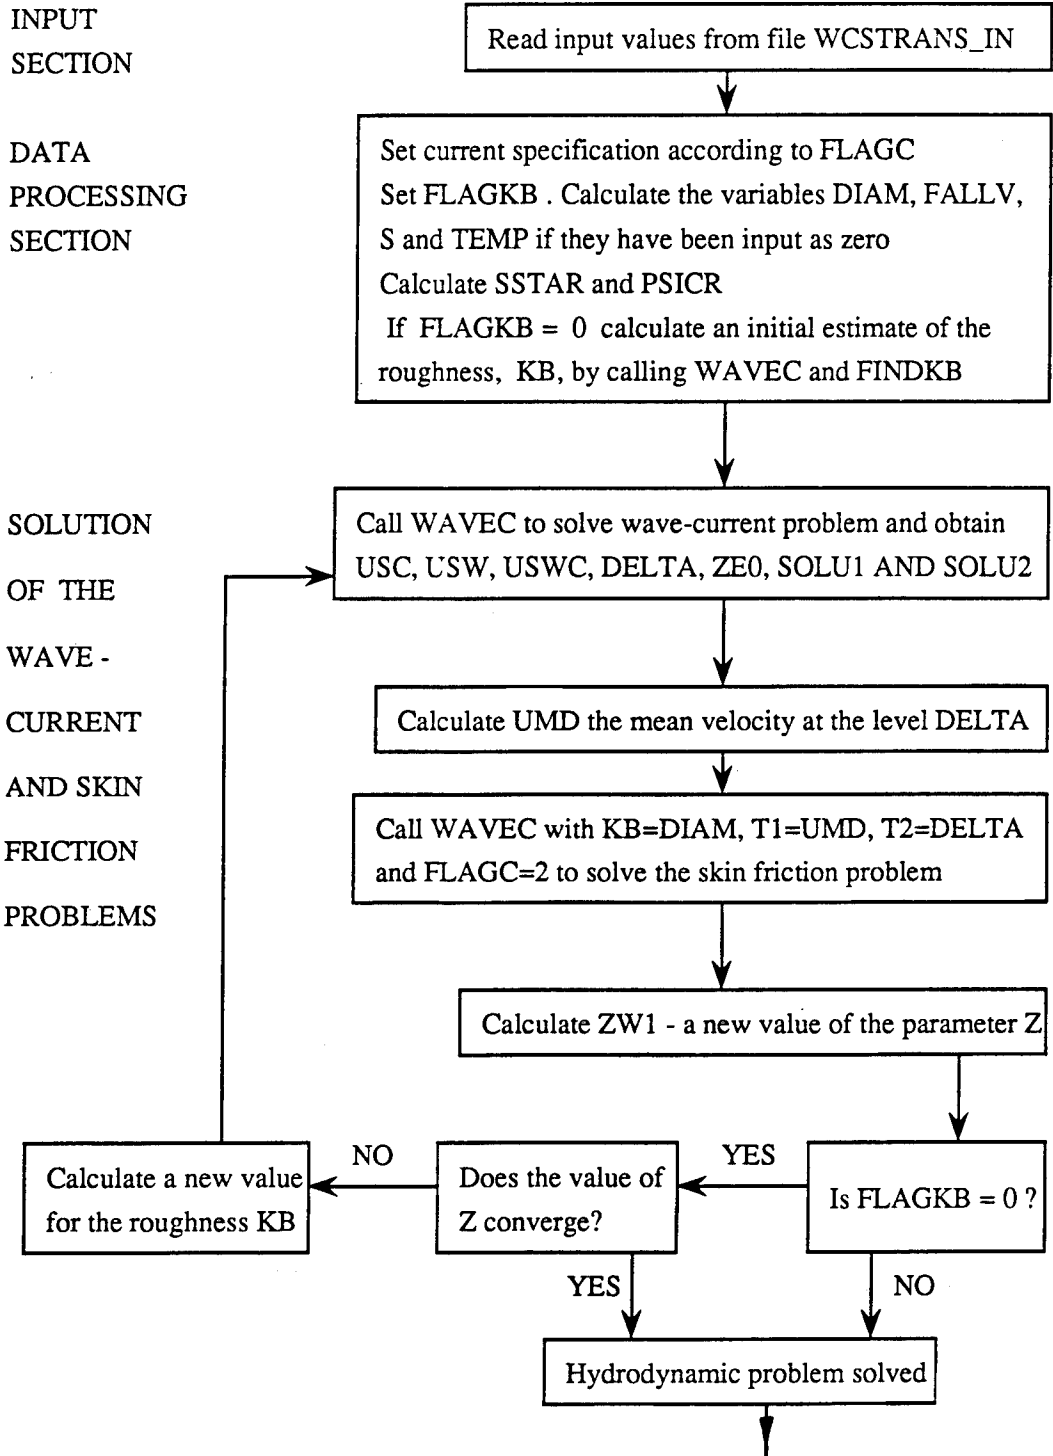 INPUT
SECTION
Read input values from file WCSTRANS_IN
DATA
PROCESSING
SECTION
Set current specification according to FLAGC
Set FLAGKB . Calculate the variables DIAM, FALLV,
S and TEMP if they have been input as zero
Calculate SSTAR and PSICR
If FLAGKB = 0 calculate an initial estimate of the
roughness, KB, by calling WAVEC and FINDKB
SOLUTION
OF THE
WAVE -
CURRENT
AND SKIN
FRICTION
PROBLEMS
Call WAVEC to solve wave-current problem and obtain
USC, USW, USWC, DELTA, ZE0, SOLU1 AND SOLU2
Calculate UMD the mean velocity at the level DELTA
Call WAVEC with KB=DIAM, T1=UMD, T2=DELTA
and FLAGC=2 to solve the skin friction problem
Calculate ZW1 - a new value of the parameter Z
Is FLAGKB = 0 ?
YES
Does the value of
Z converge?
NO
Calculate a new value
for the roughness KB
YES
NO
Hydrodynamic problem solved